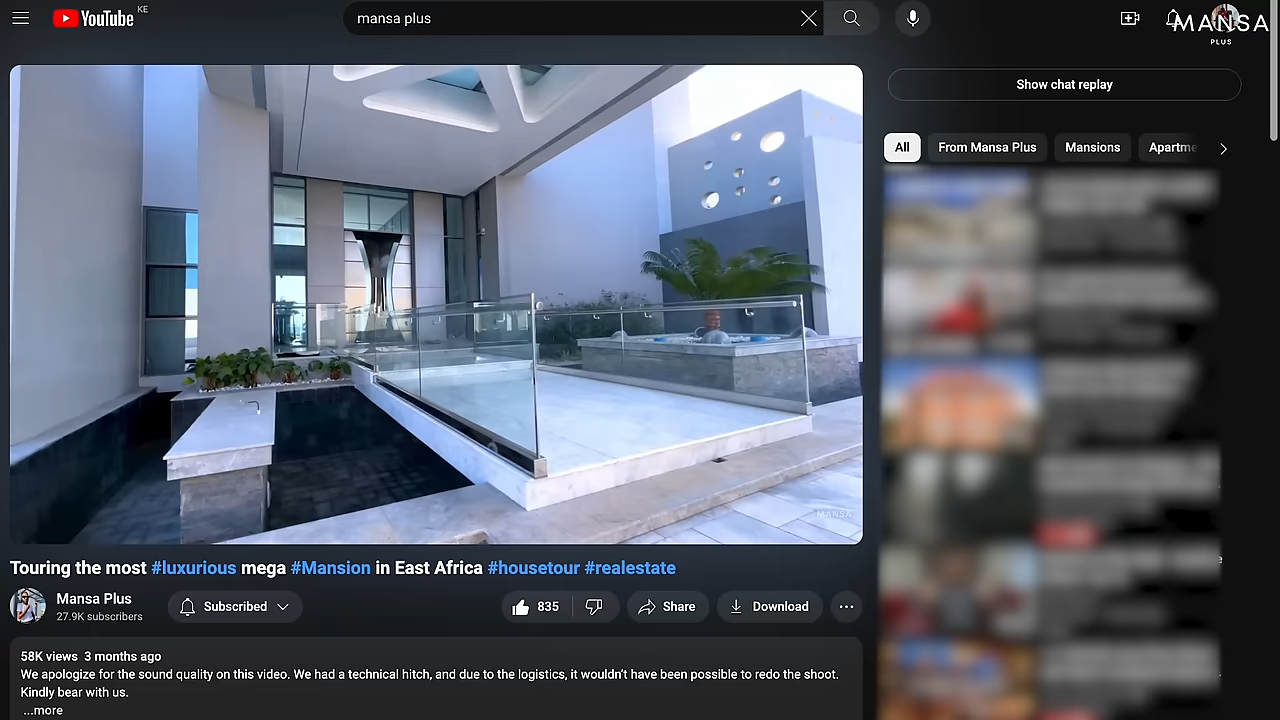 YouTube KE
mansa plus
MANSA
PLUS
Show chat replay
All
From Mansa Plus
Mansions
Apartme
MANSA
Touring the most #luxurious mega #Mansion in East Africa #housetour #realestate
Mansa Plus
27.9K subscribers
Subscribed
835
Share
Download
58K views 3 months ago
We apologize for the sound quality on this video. We had a technical hitch, and due to the logistics, it wouldn't have been possible to redo the shoot.
Kindly bear with us.
...more